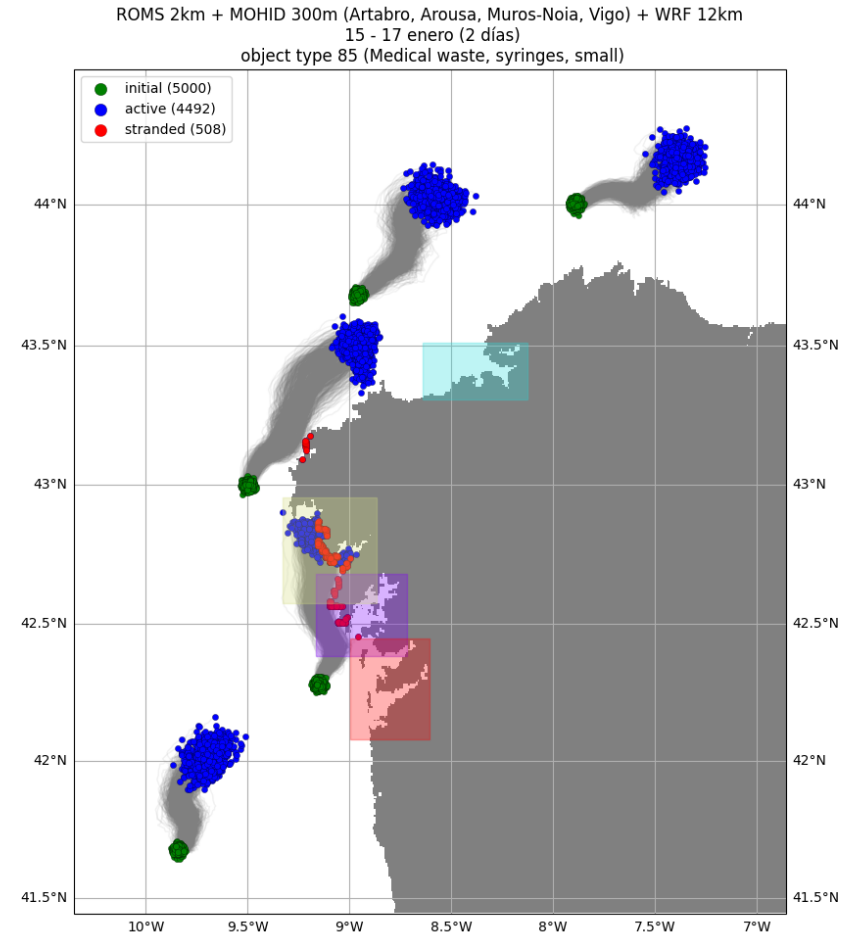 ROMS 2km + MOHID 300m (Artabro, Arousa, Muros-Noia, Vigo) + WRF 12km
15 - 17 enero (2 días)
object type 85 (Medical waste, syringes, small)
initial (5000)
active (4492)
stranded (508)
44°N 44°N
43.5°N 43.5°N
43°N 43°N
42.5°N 42.5°N
42°N 42°N
41.5°N 41.5°N
10°W 9.5°W 9°W 8.5°W 8°W 7.5°W 7°W